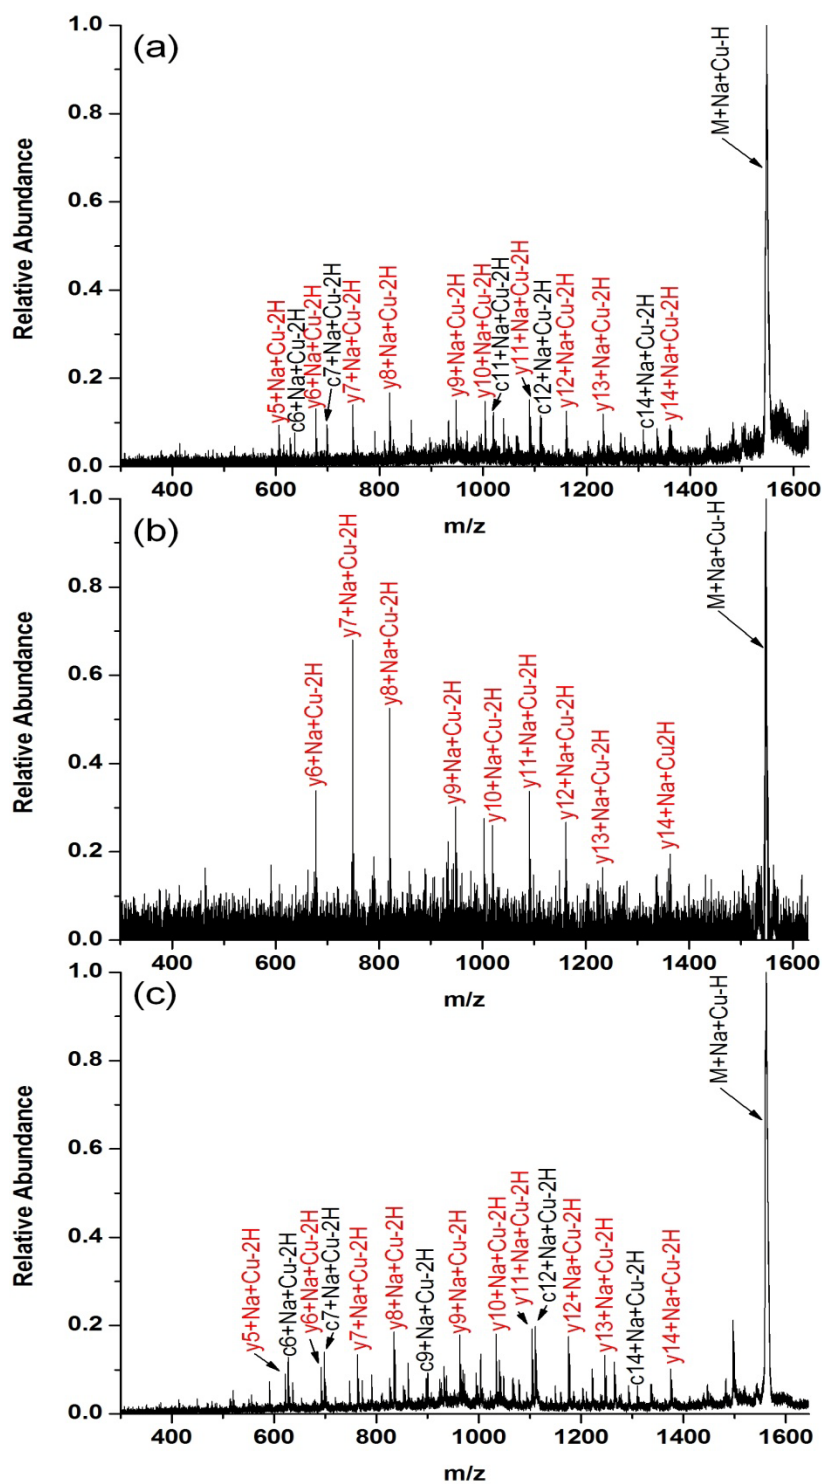 (a)
Relative Abundance
1.0
0.8
0.6
0.4
0.2
0.0
y5+Na+Cu-2H
c6+Na+Cu-2H
y6+Na+Cu-2H
c7+Na+Cu-2H
y7+Na+Cu-2H
y8+Na+Cu-2H
y9+Na+Cu-2H
y10+Na+Cu-2H
c11+Na+Cu-2H
y11+Na+Cu-2H
c12+Na+Cu-2H
y12+Na+Cu-2H
y13+Na+Cu-2H
c14+Na+Cu-2H
y14+Na+Cu-2H
M+Na+Cu-H
400 600 800 1000 1200 1400 1600
m/z
(b)
Relative Abundance
1.0
0.8
0.6
0.4
0.2
0.0
y6+Na+Cu-2H
y7+Na+Cu-2H
y8+Na+Cu-2H
y9+Na+Cu-2H
y10+Na+Cu-2H
y11+Na+Cu-2H
y12+Na+Cu-2H
y13+Na+Cu-2H
y14+Na+Cu2H
M+Na+Cu-H
400 600 800 1000 1200 1400 1600
m/z
(c)
Relative Abundance
1.0
0.8
0.6
0.4
0.2
0.0
y5+Na+Cu-2H
c6+Na+Cu-2H
y6+Na+Cu-2H
c7+Na+Cu-2H
y7+Na+Cu-2H
y8+Na+Cu-2H
c9+Na+Cu-2H
y9+Na+Cu-2H
y10+Na+Cu-2H
y11+Na+Cu-2H
c12+Na+Cu-2H
y12+Na+Cu-2H
y13+Na+Cu-2H
c14+Na+Cu-2H
y14+Na+Cu-2H
M+Na+Cu-H
400 600 800 1000 1200 1400 1600
m/z